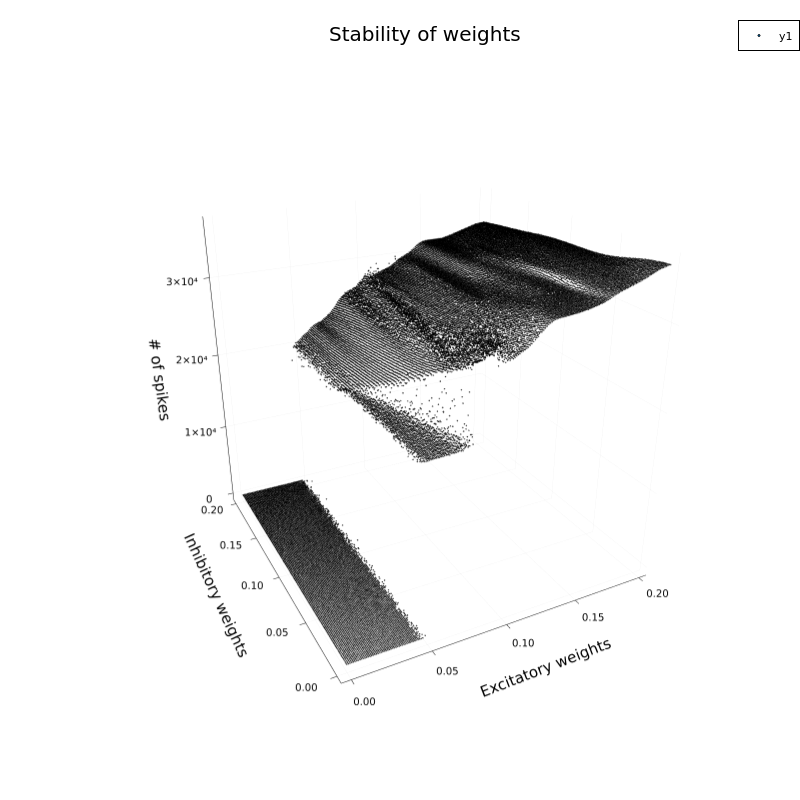 Stability of weights
y1
3×10⁴
2×10⁴
1×10⁴
0
# of spikes
0.20
0.15
0.10
0.05
0.00
Inhibitory weights
0.00
0.05
0.10
0.15
0.20
Excitatory weights